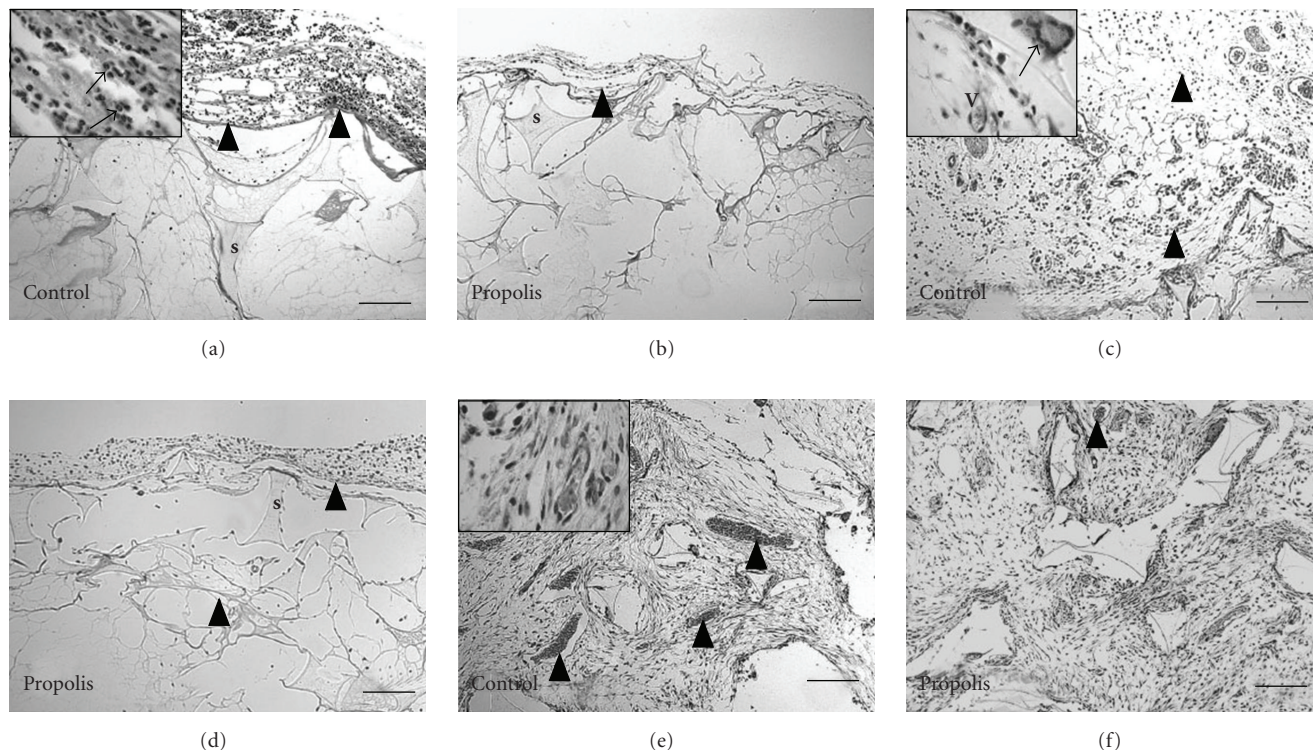 s
s
Control
(a)
s
Propolis
(b)
V
Control
(c)
s
Propolis
(d)
Control
(e)
Propolis
(f)